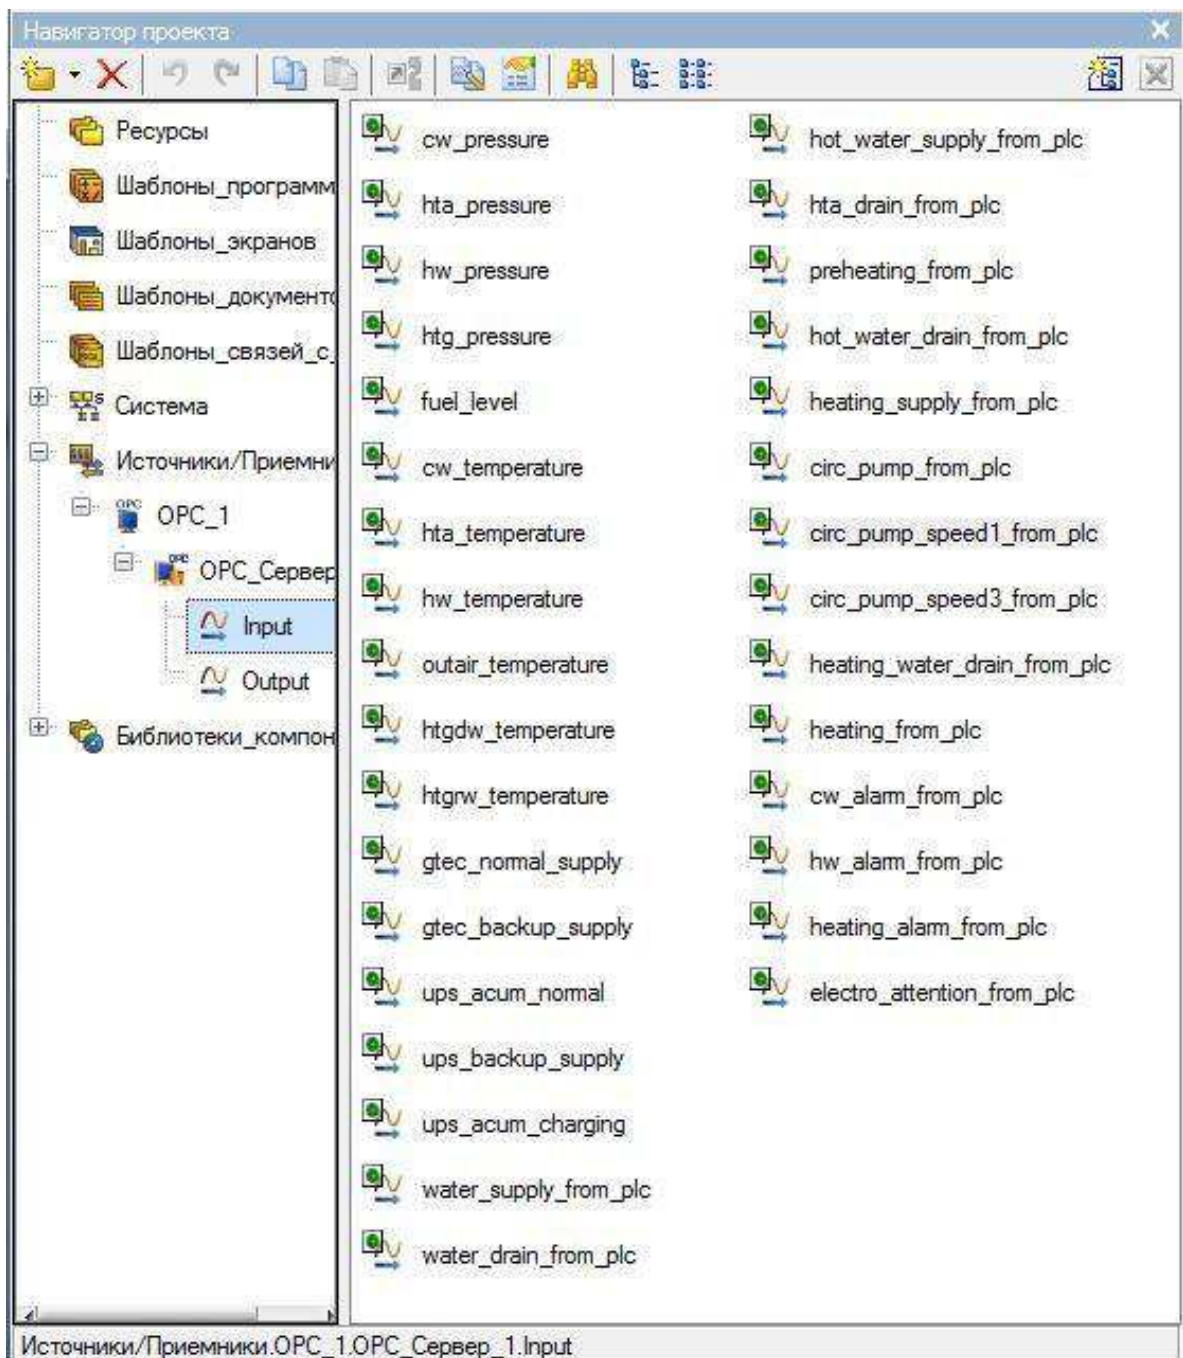 Навигатор проекта
Ресурсы
Шаблоны_программ
Шаблоны_экранов
Шаблоны_документо
Шаблоны_связей_с_
Система
Источники/Приемни
OPC_1
OPC_Сервер
Input
Output
Библиотеки_компон
cw_pressure
hta_pressure
hw_pressure
htg_pressure
fuel_level
cw_temperature
hta_temperature
hw_temperature
outair_temperature
htgdw_temperature
htgrw_temperature
gtec_normal_supply
gtec_backup_supply
ups_acum_normal
ups_backup_supply
ups_acum_charging
water_supply_from_plc
water_drain_from_plc
hot_water_supply_from_plc
hta_drain_from_plc
preheating_from_plc
hot_water_drain_from_plc
heating_supply_from_plc
circ_pump_from_plc
circ_pump_speed1_from_plc
circ_pump_speed3_from_plc
heating_water_drain_from_plc
heating_from_plc
cw_alarm_from_plc
hw_alarm_from_plc
heating_alarm_from_plc
electro_attention_from_plc
Источники/Приемники.OPC_1.OPC_Сервер_1.Input